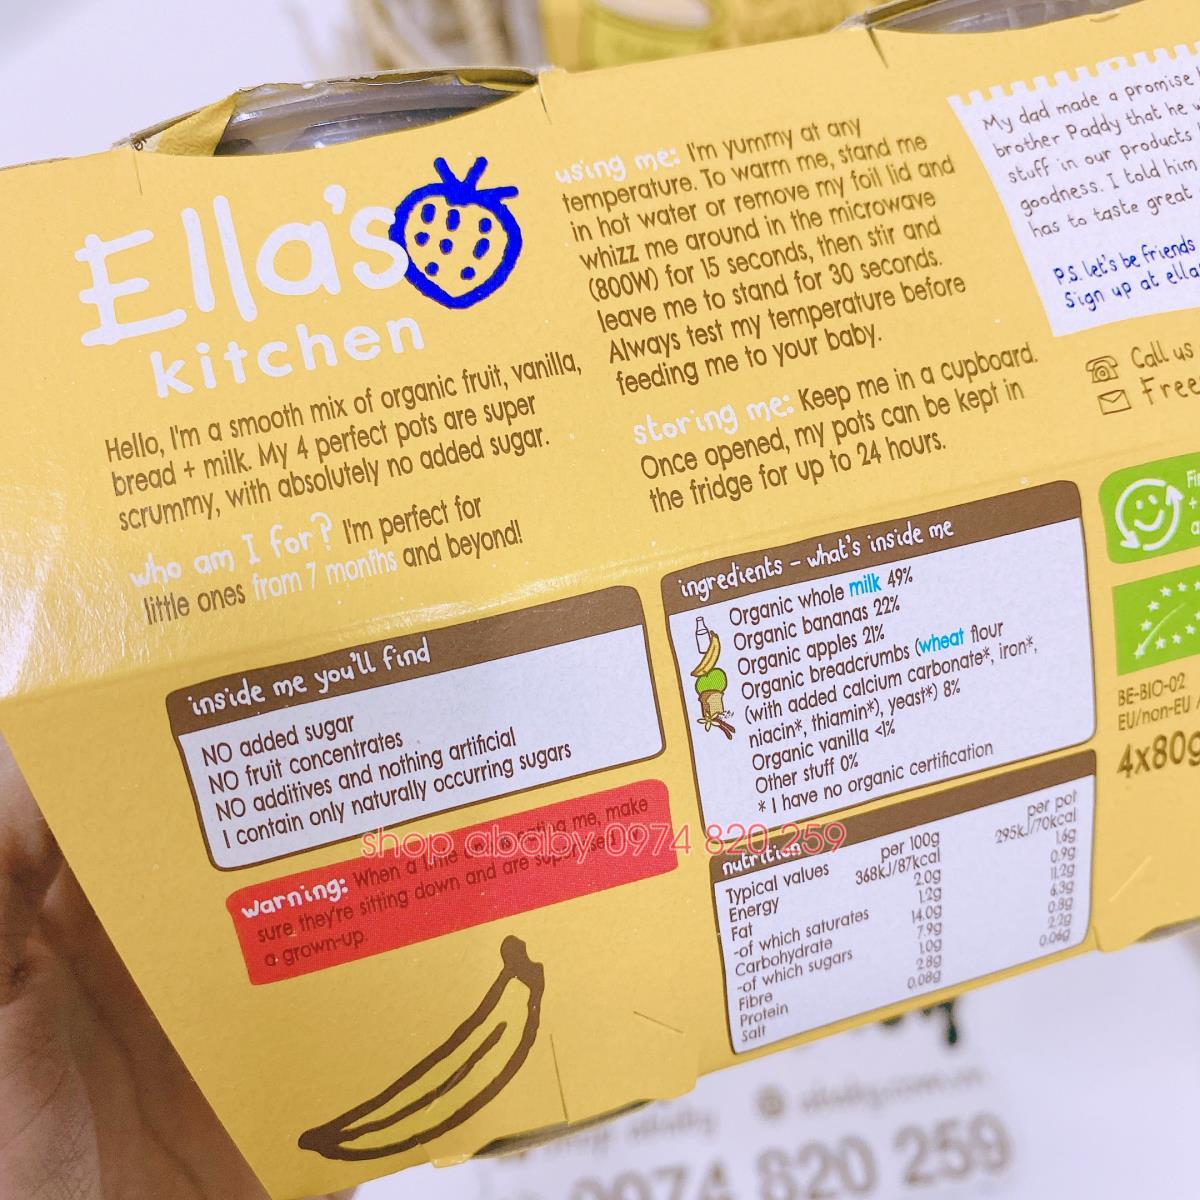 Ella's
kitchen
Hello, I'm a smooth mix of organic fruit, vanilla,
bread + milk. My 4 perfect pots are super
scrummy, with absolutely no added sugar.
who am I for? I'm perfect for
little ones from 7 months and beyond!
using me: I'm yummy at any
temperature. To warm me, stand me
in hot water or remove my foil lid and
whizz me around in the microwave
(800W) for 15 seconds, then stir and
leave me to stand for 30 seconds.
Always test my temperature before
feeding me to your baby.
storing me: Keep me in a cupboard.
Once opened, my pots can be kept in
the fridge for up to 24 hours.
My dad made a promise
brother Paddy that he
stuff in our products
goodness. I told him
has to taste great
P.S. let's be friends
Sign up at
Call us
Free
inside me you'll find
NO added sugar
NO fruit concentrates
NO additives and nothing artificial
I contain only naturally occurring sugars
warning: When a me, make
sure they're sitting down and are
a grown-up.
ingredients – what's inside me
Organic whole milk 49%
Organic bananas 22%
Organic apples 21%
Organic breadcrumbs (wheat flour
(with added calcium carbonate*, iron*,
niacin*, thiamin*), yeast*) 8%
Organic vanilla <1%
Other stuff 0%
* I have no organic certification
nutrition
Typical values per 100g per pot
Energy 368kJ/87kcal 295kJ/70kcal
Fat 2.0g 1.6g
-of which saturates 1.2g 0.9g
Carbohydrate 14.0g 11.2g
-of which sugars 7.9g 6.3g
Fibre 1.0g 0.8g
Protein 2.8g 2.2g
Salt 0.08g 0.06g
BE-BIO-02
EU/non-EU
4x80g
shop ababy 0974 820 259
0974 820 259